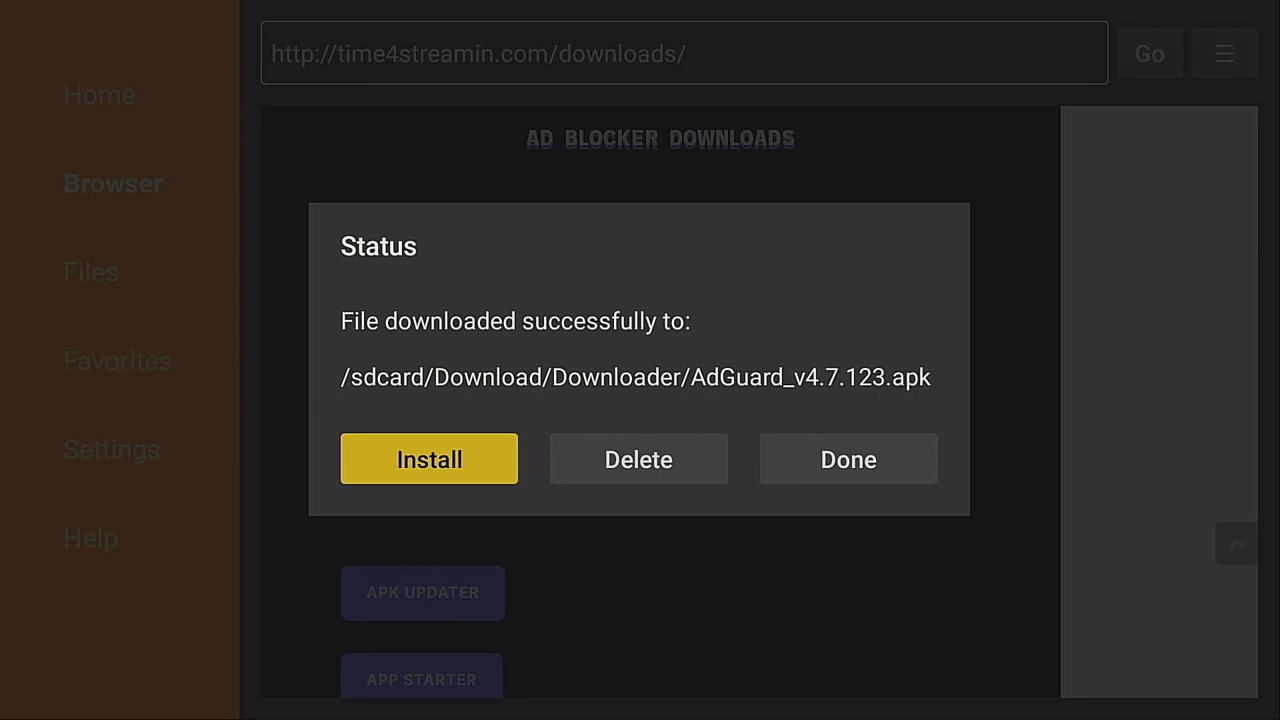 http://time4streamin.com/downloads/
Go
Home
Browser
Files
Favorites
Settings
Help
AD BLOCKER DOWNLOADS
Status
File downloaded successfully to:
/sdcard/Download/Downloader/AdGuard_v4.7.123.apk
Install Delete Done
APK UPDATER
APP STARTER